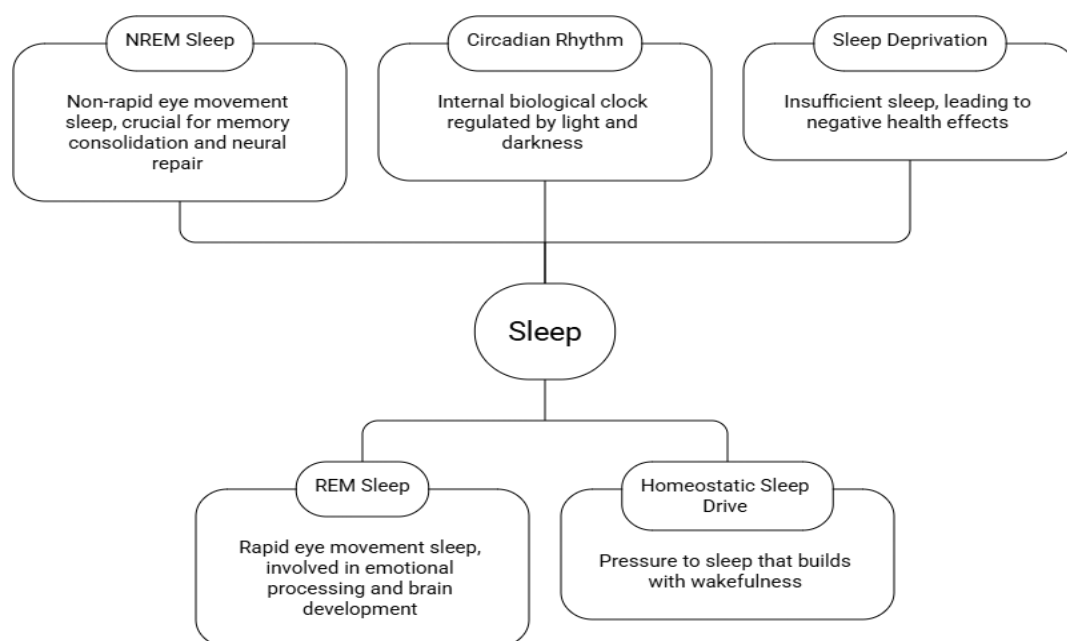 NREM Sleep
Non-rapid eye movement
sleep, crucial for memory
consolidation and neural
repair
Circadian Rhythm
Internal biological clock
regulated by light and
darkness
Sleep Deprivation
Insufficient sleep, leading to
negative health effects
Sleep
REM Sleep
Rapid eye movement sleep,
involved in emotional
processing and brain
development
Homeostatic Sleep
Drive
Pressure to sleep that builds
with wakefulness